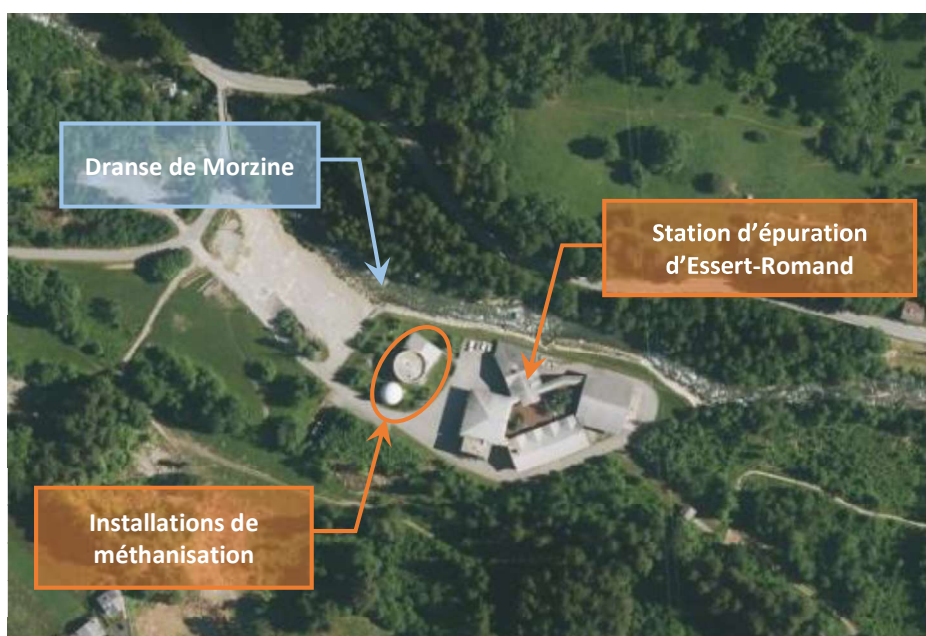 Dranse de Morzine
Station d’épuration
d’Essert-Romand
Installations de
méthanisation